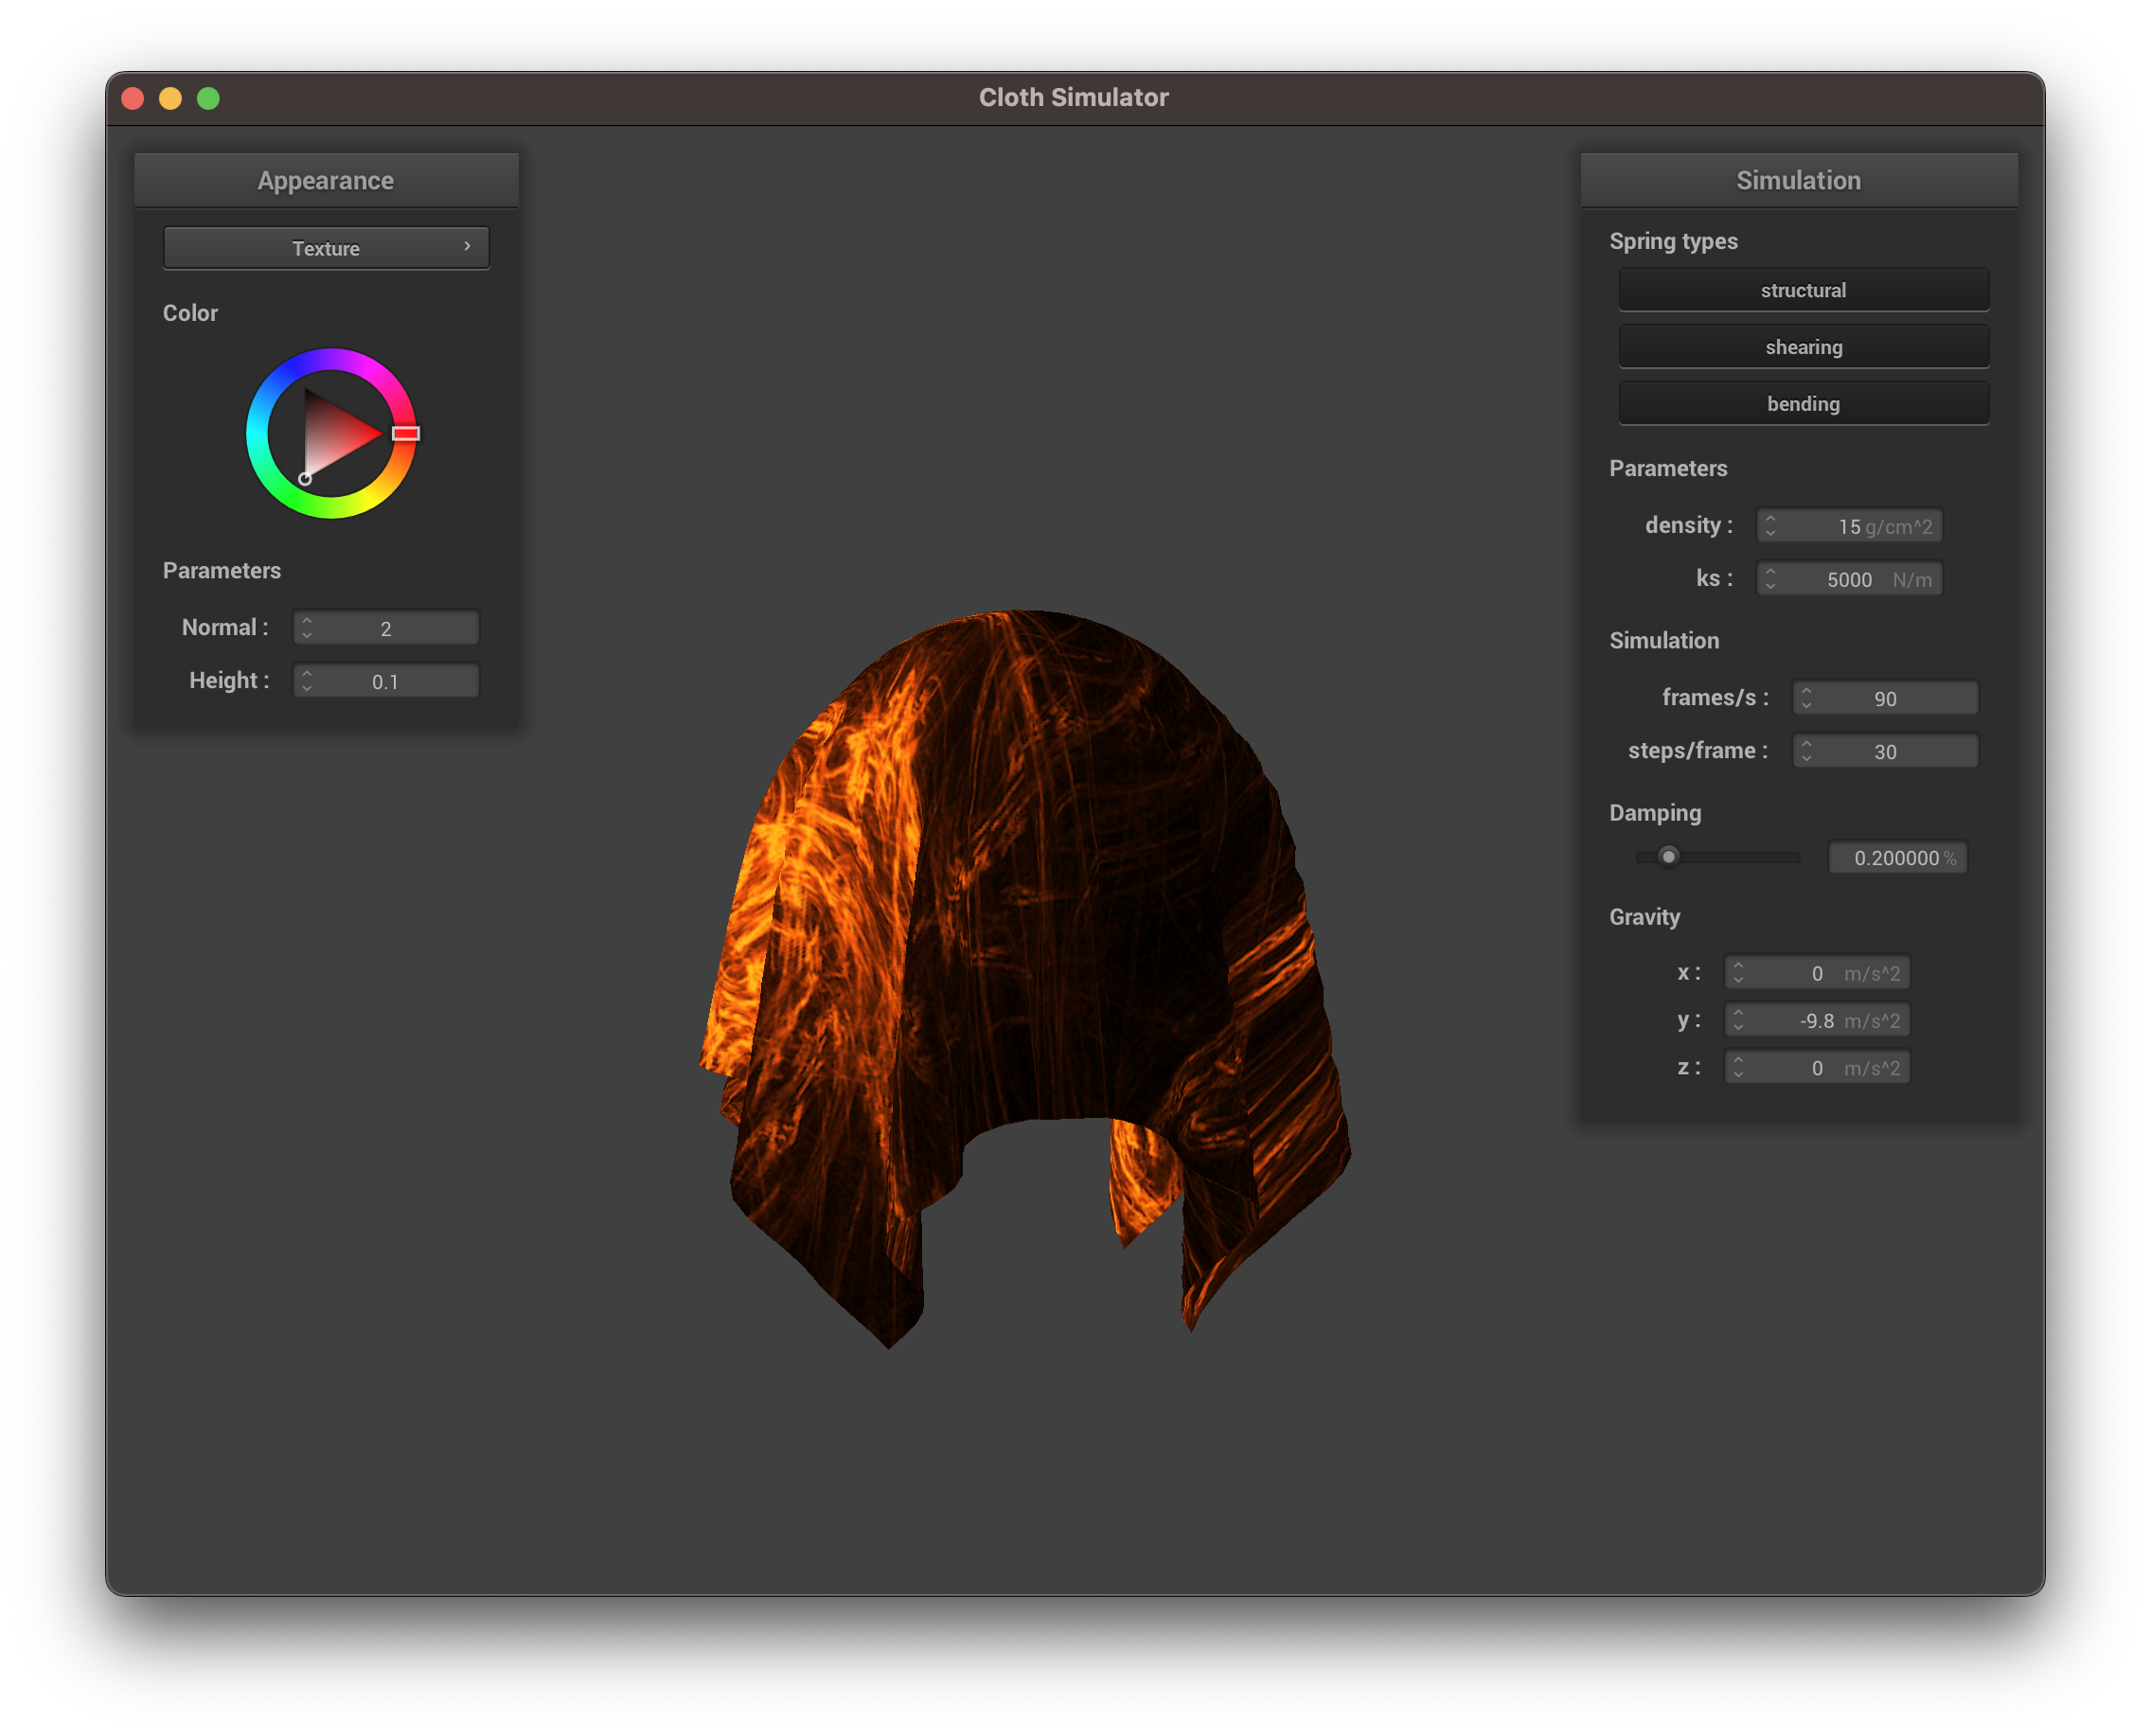 Cloth Simulator
Appearance
Texture
Color
Parameters
Normal : 2
Height : 0.1
Simulation
Spring types
structural
shearing
bending
Parameters
density : 15 g/cm^2
ks : 5000 N/m
Simulation
frames/s : 90
steps/frame : 30
Damping
0.200000 %
Gravity
x : 0 m/s^2
y : -9.8 m/s^2
z : 0 m/s^2